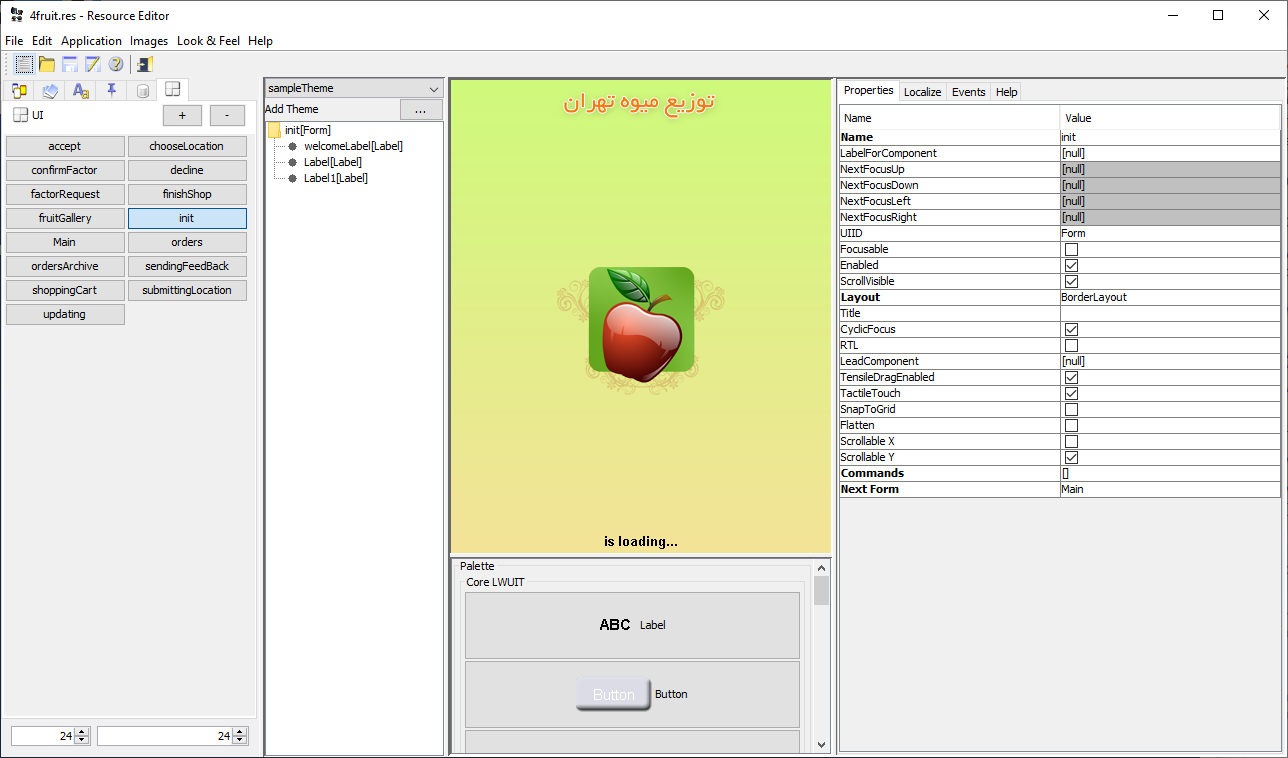 4fruit.res - Resource Editor
File Edit Application Images Look & Feel Help
UI
+ -
accept chooseLocation
confirmFactor decline
factorRequest finishShop
fruitGallery init
Main orders
ordersArchive sendingFeedBack
shoppingCart submittingLocation
updating
24 24
sampleTheme
Add Theme ...
init[Form]
welcomeLabel[Label]
Label[Label]
Label1[Label]
توزیع میوه تهران
is loading...
Palette
Core LWUIT
ABC Label
Button Button
Properties Localize Events Help
Name Value
Name init
LabelForComponent [null]
NextFocusUp [null]
NextFocusDown [null]
NextFocusLeft [null]
NextFocusRight [null]
UIID Form
Focusable
Enabled
ScrollVisible
Layout BorderLayout
Title
CyclicFocus
RTL
LeadComponent [null]
TensileDragEnabled
TactileTouch
SnapToGrid
Flatten
Scrollable X
Scrollable Y
Commands []
Next Form Main